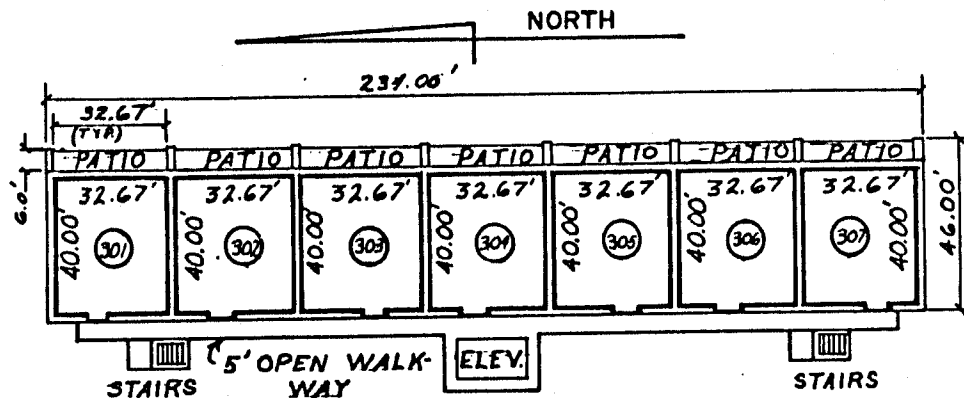 NORTH
234.00'
32.67'
(TYP.)
6.0'
PATIO PATIO PATIO PATIO PATIO PATIO PATIO
32.67' 32.67' 32.67' 32.67' 32.67' 32.67' 32.67'
40.00' 40.00' 40.00' 40.00' 40.00' 40.00' 40.00'
301 302 303 304 305 306 307
46.00'
5' OPEN WALK-
WAY
ELEV.
STAIRS
STAIRS